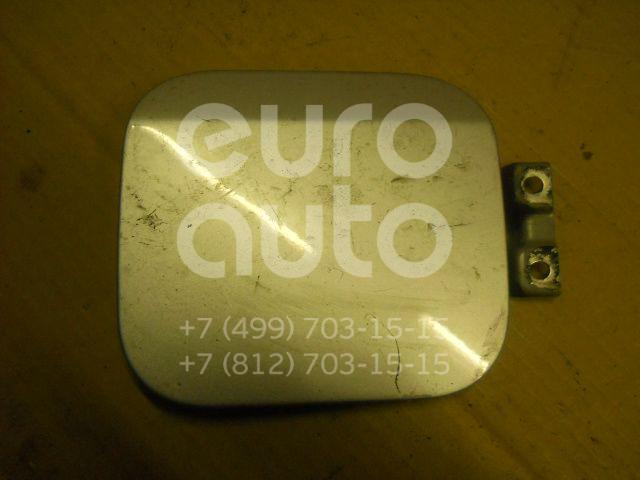 euro
auto
+7 (499) 703-15-15
+7 (812) 703-15-15